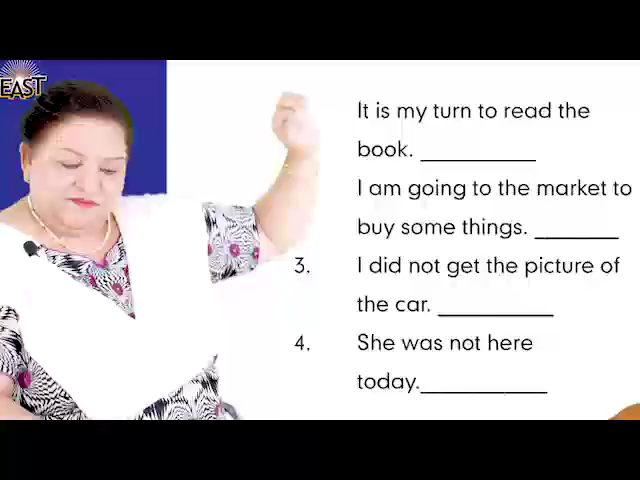 EAST
It is my turn to read the
book. __________
I am going to the market to
buy some things. _______
3. I did not get the picture of
the car. __________
4. She was not here
today.___________